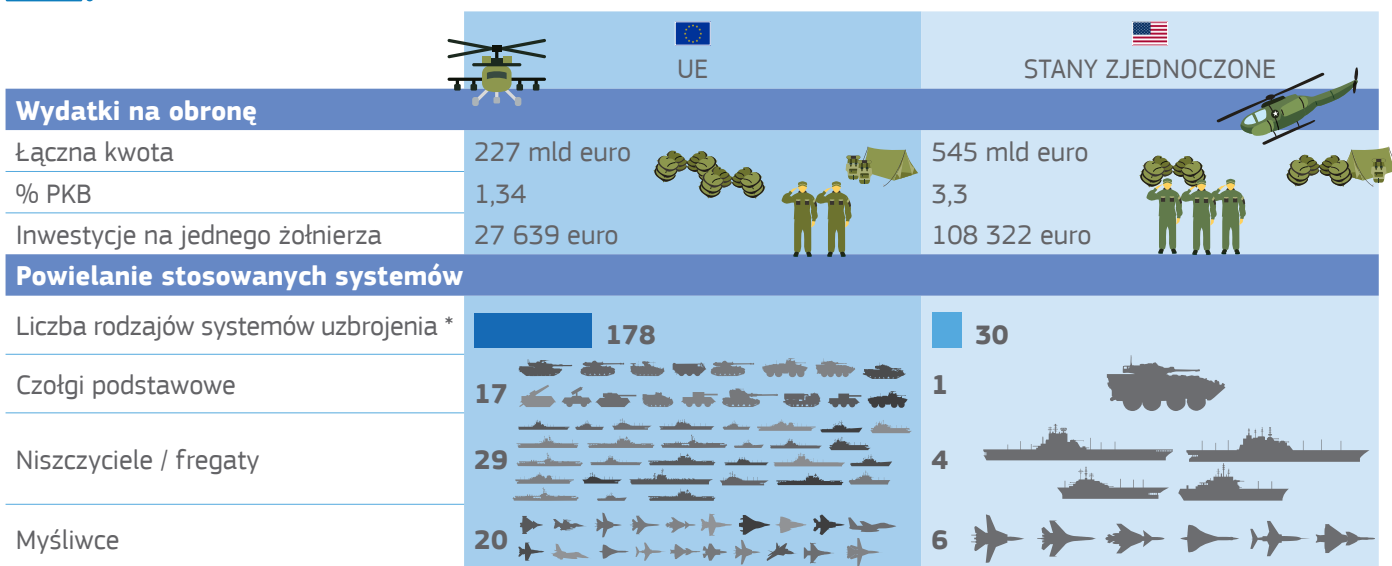 UE
STANY ZJEDNOCZONE
Wydatki na obronę
Łączna kwota 227 mld euro 545 mld euro
% PKB 1,34 3,3
Inwestycje na jednego żołnierza 27 639 euro 108 322 euro
Powielanie stosowanych systemów
Liczba rodzajów systemów uzbrojenia * 178 30
Czołgi podstawowe 17 1
Niszczyciele / fregaty 29 4
Myśliwce 20 6